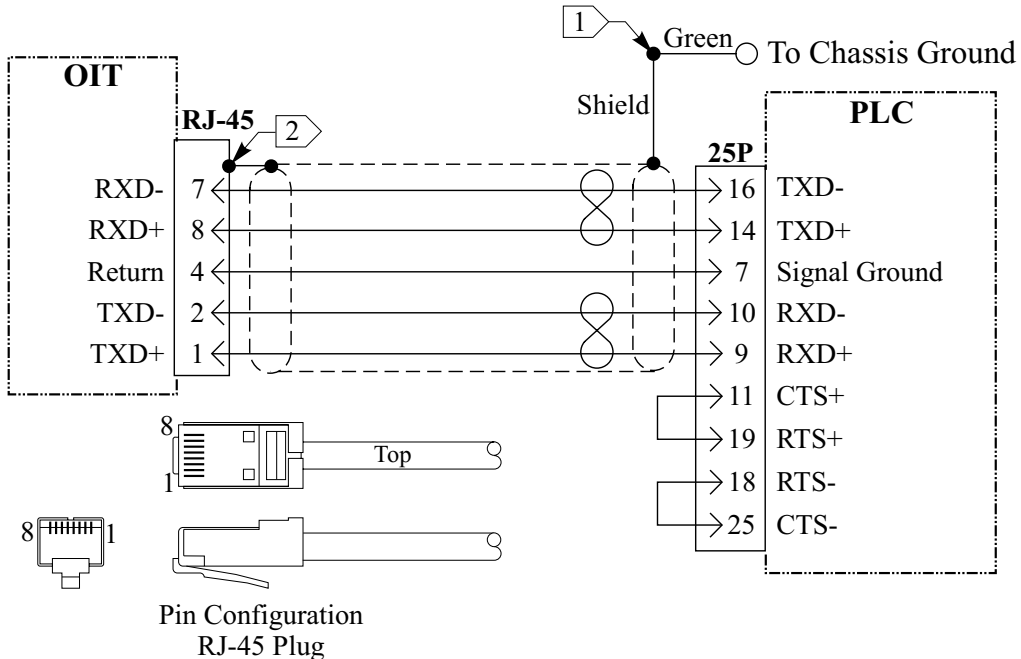 1
Green
To Chassis Ground
OIT
Shield
PLC
RJ-45
2
25P
RXD- 7 16 TXD-
RXD+ 8 14 TXD+
Return 4 7 Signal Ground
TXD- 2 10 RXD-
TXD+ 1 9 RXD+
11 CTS+
19 RTS+
18 RTS-
25 CTS-
8
Top
1
8 1
Pin Configuration
RJ-45 Plug